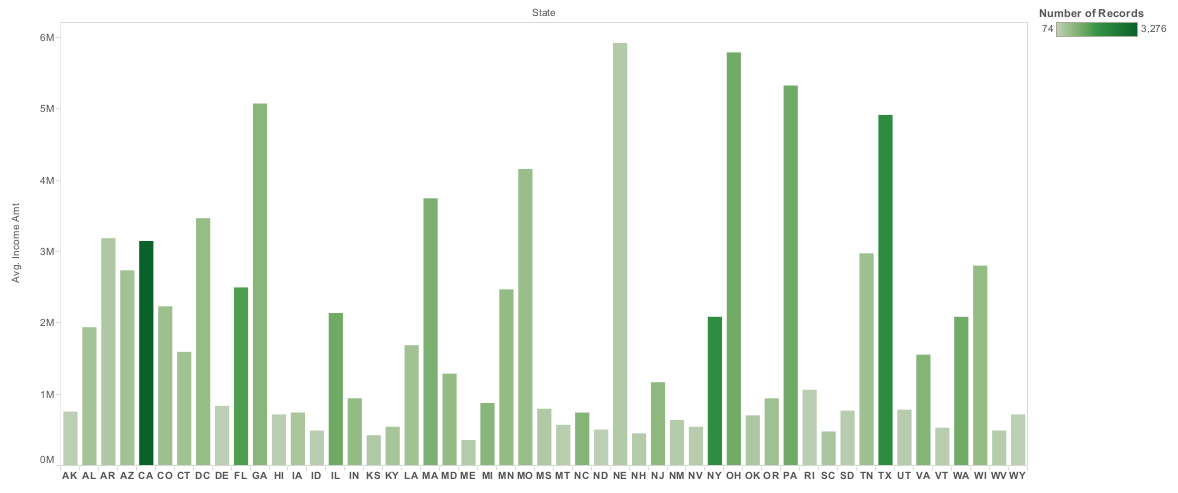 State
Number of Records
74 3,276
6M
5M
4M
3M
2M
1M
0M
Avg. Income Amt
AK AL AR AZ CA CO CT DC DE FL GA HI IA ID IL IN KS KY LA MA MD ME MI MN MO MS MT NC ND NE NH NJ NM NV NY OH OK OR PA RI SC SD TN TX UT VA VT WA WI WV WY